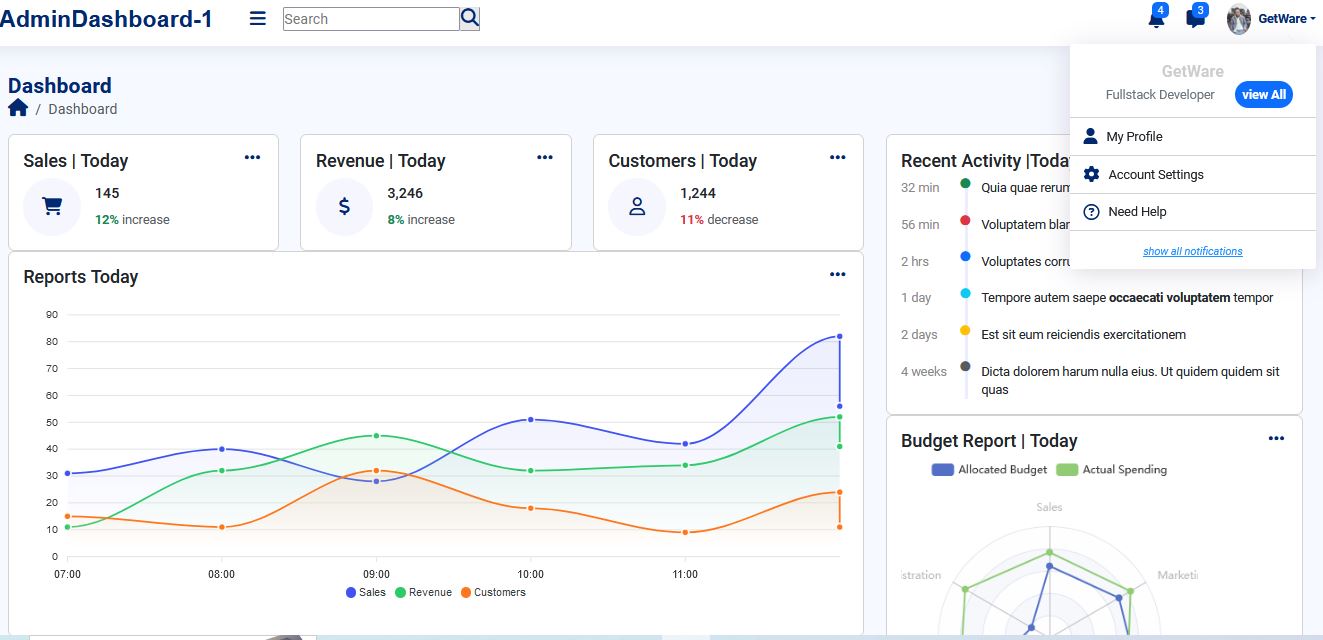 AdminDashboard-1
Search
4
3
GetWare
GetWare
Fullstack Developer
view All
My Profile
Account Settings
Need Help
show all notifications
Dashboard
/ Dashboard
Sales | Today
145
12% increase
Revenue | Today
$
3,246
8% increase
Customers | Today
1,244
11% decrease
Reports Today
90
80
70
60
50
40
30
20
10
0
07:00 08:00 09:00 10:00 11:00
Sales Revenue Customers
Recent Activity |Toda
32 min Quia quae rerum
56 min Voluptatem blan
2 hrs Voluptates corru
1 day Tempore autem saepe occaecati voluptatem tempor
2 days Est sit eum reiciendis exercitationem
4 weeks Dicta dolorem harum nulla eius. Ut quidem quidem sit
quas
Budget Report | Today
Allocated Budget Actual Spending
Sales
istration Marketi